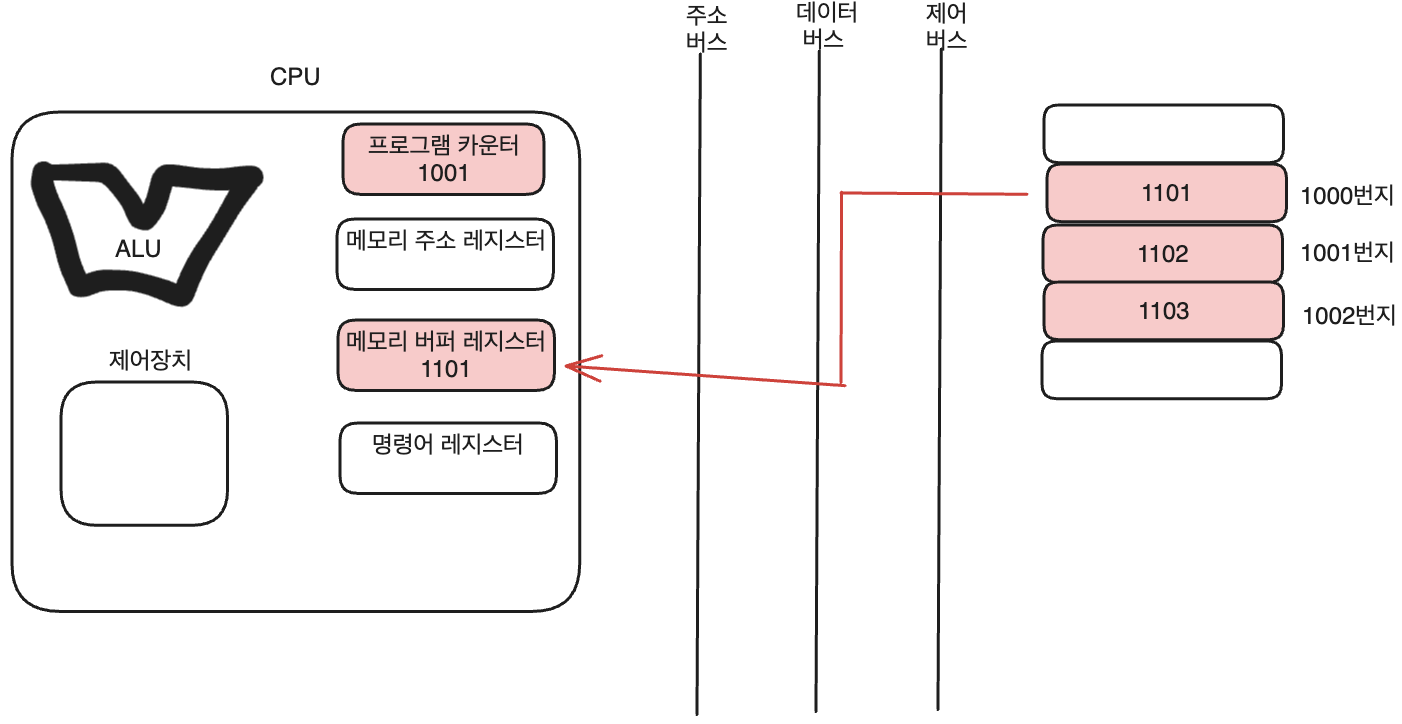 주소
버스
데이터
버스
제어
버스
CPU
프로그램 카운터
1001
메모리 주소 레지스터
ALU
메모리 버퍼 레지스터
1101
제어장치
명령어 레지스터
1101
1000번지
1102
1001번지
1103
1002번지